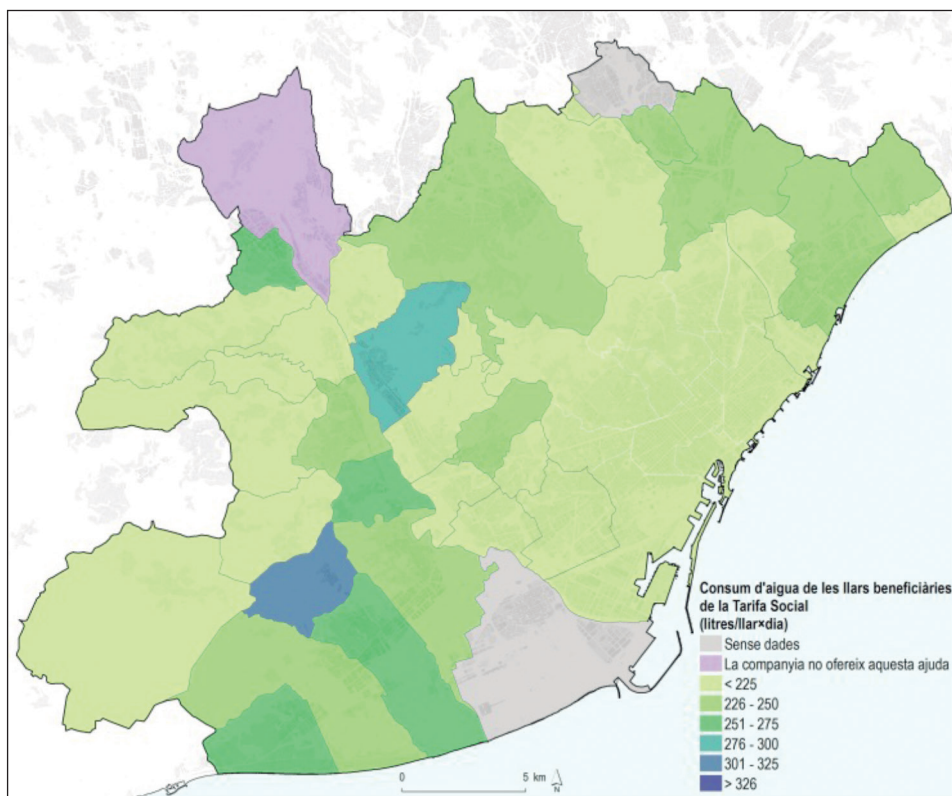 Consum d'aigua de les llars beneficiàries
de la Tarifa Social
(litres/llar×dia)
Sense dades
La companyia no ofereix aquesta ajuda
< 225
226 - 250
251 - 275
276 - 300
301 - 325
> 326
0 5 km
N